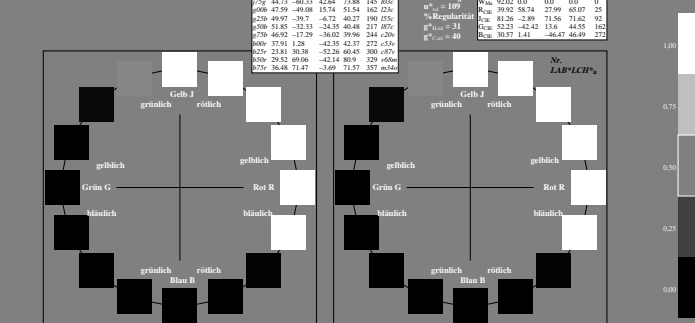 j75g 44.73 −60.33 42.64 73.88 145 l03c
g00b 47.59 −49.08 15.74 51.54 162 l23c
g25b 49.97 −39.7 −6.72 40.27 190 l55c
g50b 51.85 −32.33 −24.35 40.48 217 l87c
g75b 46.92 −17.29 −36.02 39.96 244 c20v
b00r 37.91 1.28 −42.35 42.37 272 c53v
b25r 23.81 30.38 −52.26 60.45 300 c87v
b50r 29.52 69.06 −42.14 80.9 329 v68m
b75r 36.48 71.47 −3.69 71.57 357 m34o
u*rel = 109
%Regularität
g*H,rel = 31
g*C,rel = 40
WMa 92.02 0.0 0.0 0.0 0
RCIE 39.92 58.74 27.99 65.07 25
JCIE 81.26 −2.89 71.56 71.62 92
GCIE 52.23 −42.42 13.6 44.55 162
BCIE 30.57 1.41 −46.47 46.49 272
Gelb J
grünlich rötlich
gelblich gelblich
Grün G Rot R
bläulich bläulich
grünlich rötlich
Blau B
Nr.
LAB*LCH*a
Gelb J
grünlich rötlich
gelblich gelblich
Grün G Rot R
bläulich bläulich
grünlich rötlich
Blau B
1,00
0,75
0,50
0,25
0,00